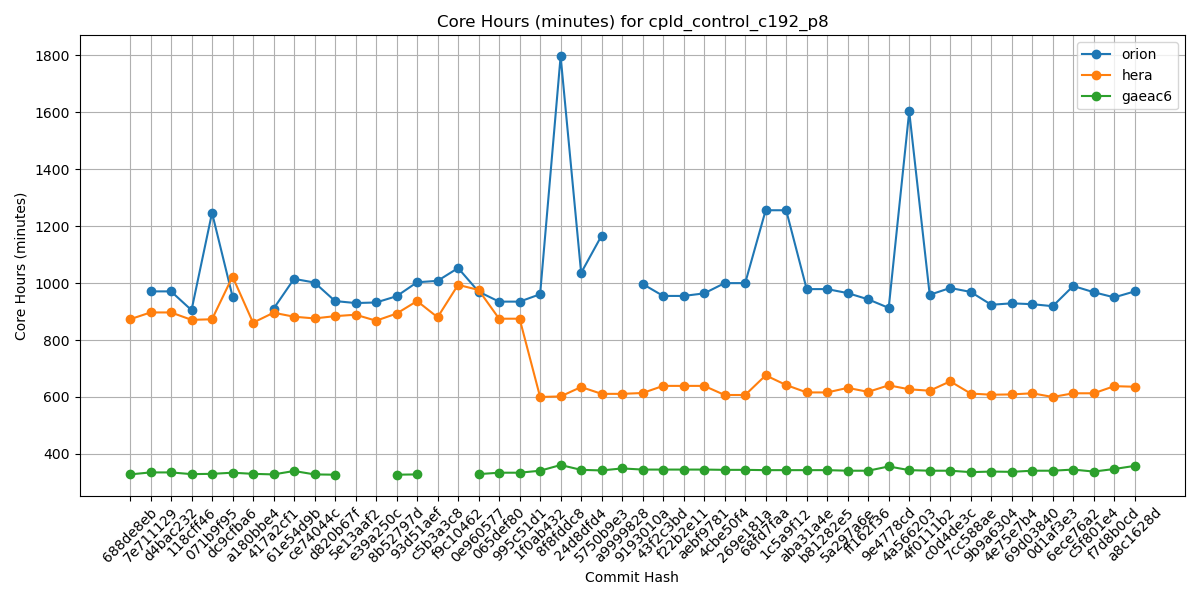 Core Hours (minutes) for cpld_control_c192_p8
orion
hera
gaeac6
Core Hours (minutes)
1800
1600
1400
1200
1000
800
600
400
688de8eb
7e711129
d4bac232
118cff46
071b9f95
dc9cfba6
a180bbe4
417a2cf1
61e54d9b
ce74044c
d820b67f
5e13aaf2
e39a250c
8b52797d
93d51aef
c5b3a3c8
f9c10462
0e960577
065def80
995c51d1
1f0ab432
8f8fddc8
24d8dfd4
5750b9e3
a9999828
9193010a
43f2c3bd
f22b2e11
aebf9781
4cbe50f4
269e181a
68fd7faa
1c5a9f12
aba31a4e
b81282e5
5a297a6e
ff162f36
9e4778cd
4a566203
4f0111b2
c0d4de3c
7cc588ae
9b9a6304
4e75e7b4
69d03840
0d1af3e3
6ece76a2
c5f801e4
f7d8b0cd
a8c1628d
Commit Hash